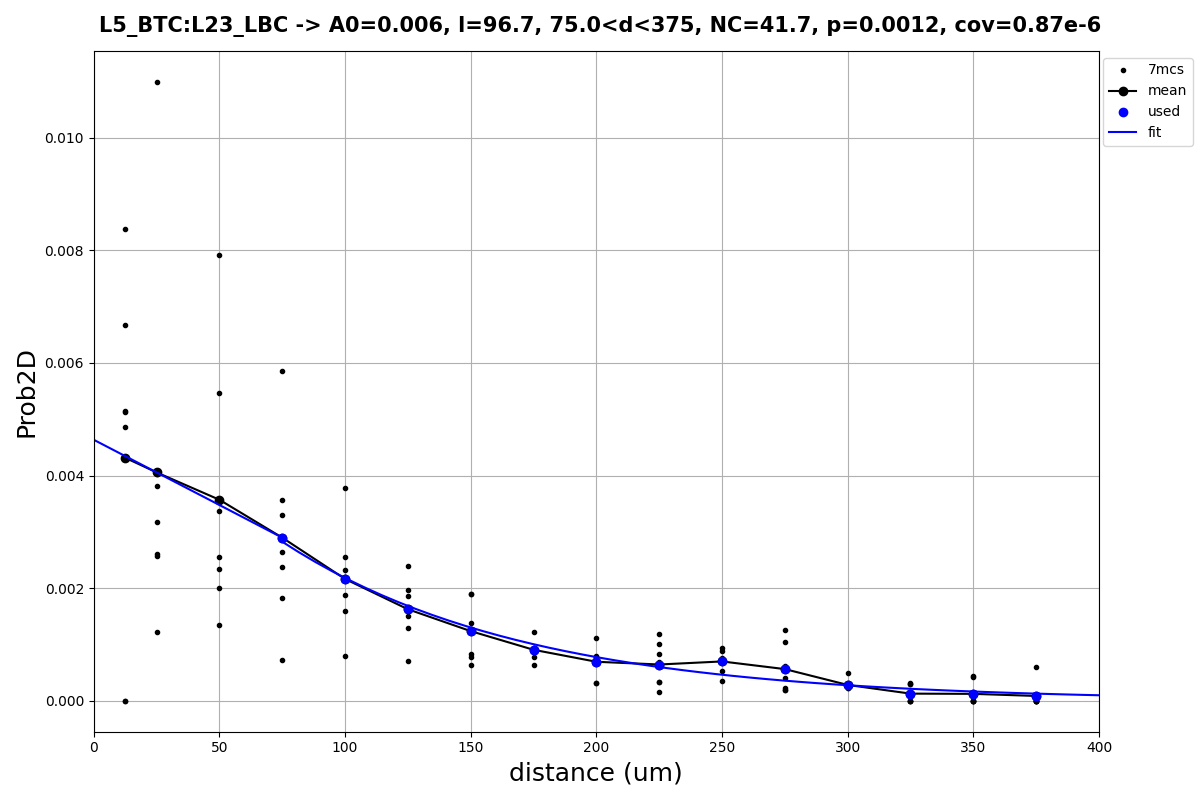 L5_BTC:L23_LBC -> A0=0.006, l=96.7, 75.0<d<375, NC=41.7, p=0.0012, cov=0.87e-6
7mcs
mean
used
fit
Prob2D
0.010
0.008
0.006
0.004
0.002
0.000
0 50 100 150 200 250 300 350 400
distance (um)